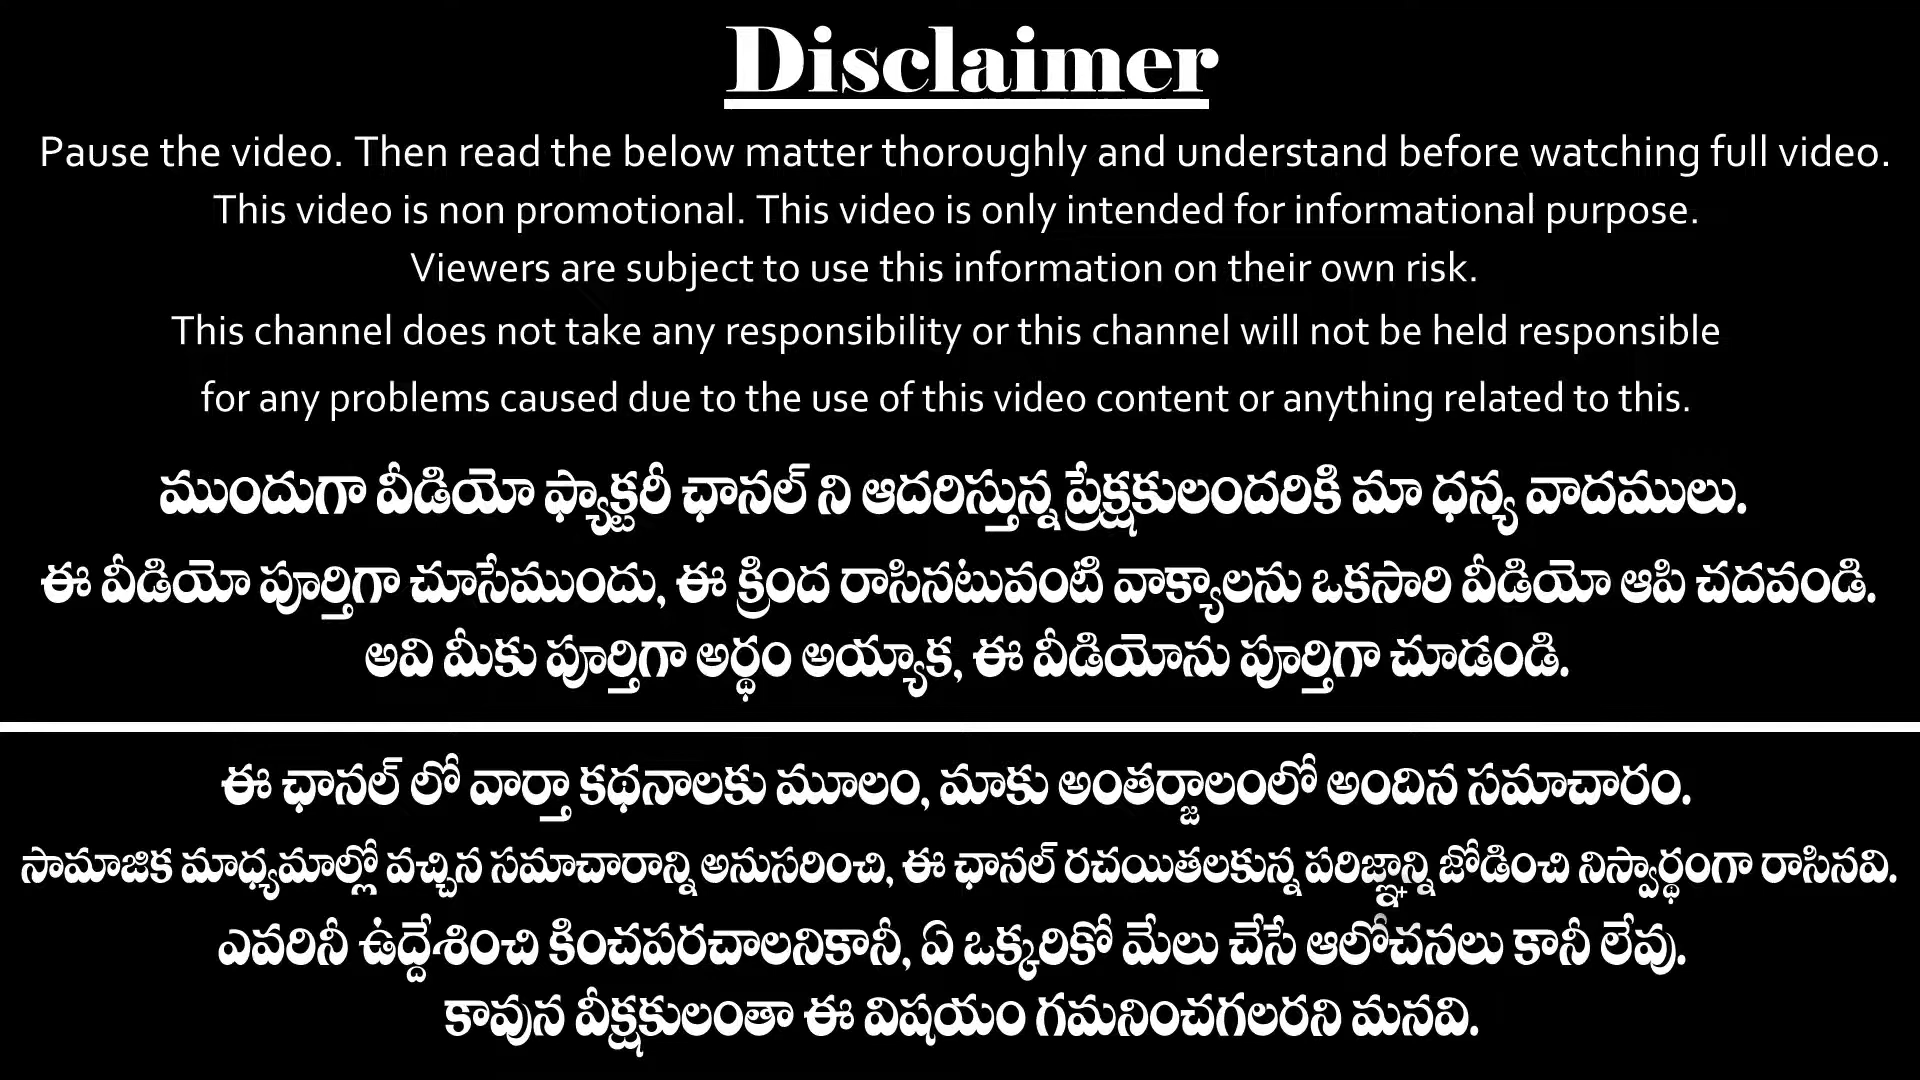 Disclaimer
Pause the video. Then read the below matter thoroughly and understand before watching full video.
This video is non promotional. This video is only intended for informational purpose.
Viewers are subject to use this information on their own risk.
This channel does not take any responsibility or this channel will not be held responsible
for any problems caused due to the use of this video content or anything related to this.
ముందుగా వీడియో ఫ్యాక్టరీ ఛానల్ ని ఆదరిస్తున్న ప్రేక్షకులందరికి మా ధన్య వాదములు.
ఈ వీడియో పూర్తిగా చూసేముందు, ఈ క్రింద రాసినటువంటి వాక్యాలను ఒకసారి వీడియో ఆపి చదవండి.
అవి మీకు పూర్తిగా అర్థం అయ్యాక, ఈ వీడియోను పూర్తిగా చూడండి.
ఈ ఛానల్ లో వార్తా కథనాలకు మూలం, మాకు అంతర్జాలంలో అందిన సమాచారం.
సామాజిక మాధ్యమాల్లో వచ్చిన సమాచారాన్ని అనుసరించి, ఈ ఛానల్ రచయితలకున్న పరిజ్ఞాన్ని జోడించి నిస్వార్థంగా రాసినవి.
ఎవరినీ ఉద్దేశించి కించపరచాలనికానీ, ఏ ఒక్కరికో మేలు చేసే ఆలోచనలు కానీ లేవు.
కావున వీక్షకులంతా ఈ విషయం గమనించగలరని మనవి.